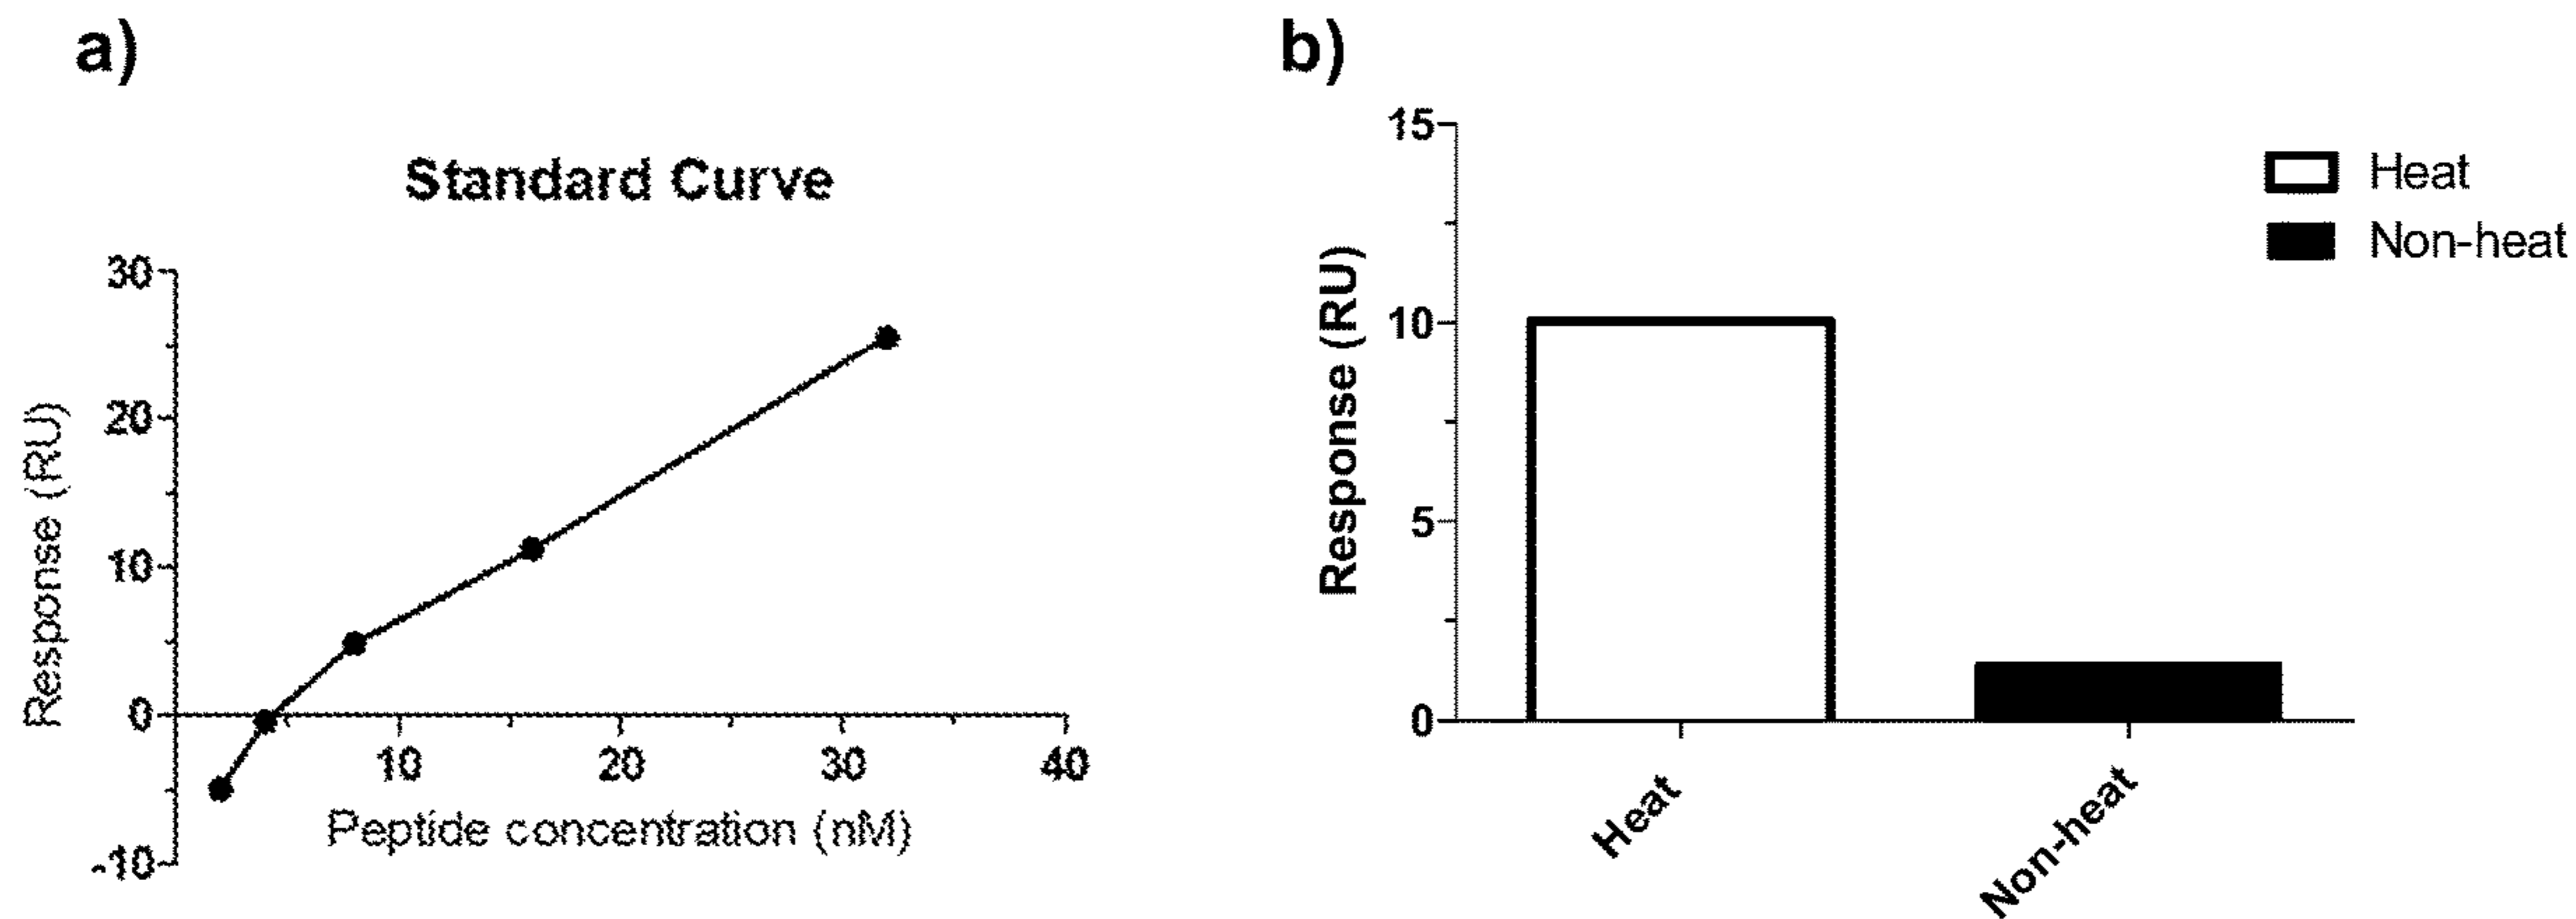 a)
Standard Curve
30
20
10
0
-10
Response (RU)
10
20
30
40
Peptide concentration (nM)
b)
15
10
5
0
Response (RU)
Heat
Non-heat
Heat
Non-heat